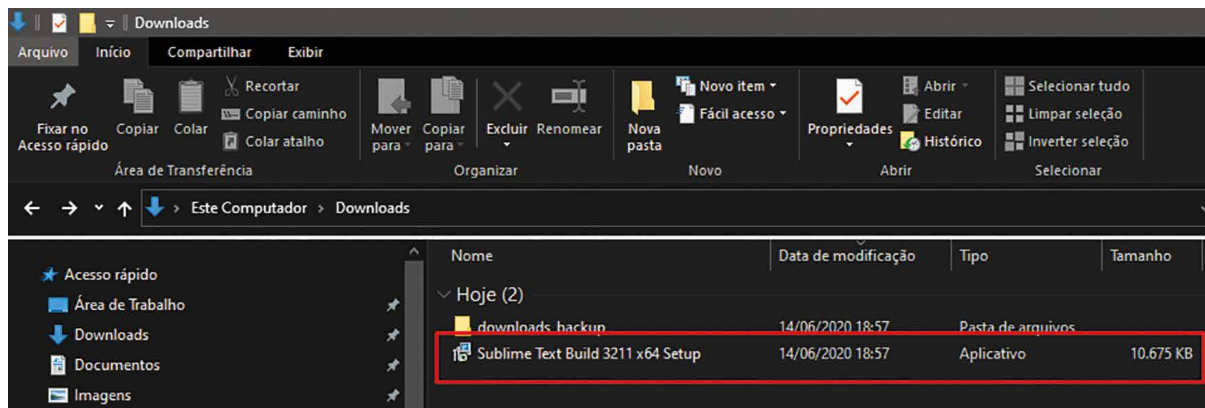 Downloads
Arquivo Início Compartilhar Exibir
Fixar no Acesso rápido
Copiar
Colar
Recortar
Copiar caminho
Colar atalho
Área de Transferência
Mover para
Copiar para
Excluir
Renomear
Organizar
Nova pasta
Novo item
Fácil acesso
Novo
Propriedades
Abrir
Editar
Histórico
Abrir
Selecionar tudo
Limpar seleção
Inverter seleção
Selecionar
Este Computador > Downloads
Acesso rápido
Área de Trabalho
Downloads
Documentos
Imagens
Nome Data de modificação Tipo Tamanho
Hoje (2)
downloads_backup 14/06/2020 18:57 Pasta de arquivos
Sublime Text Build 3211 x64 Setup 14/06/2020 18:57 Aplicativo 10.675 KB